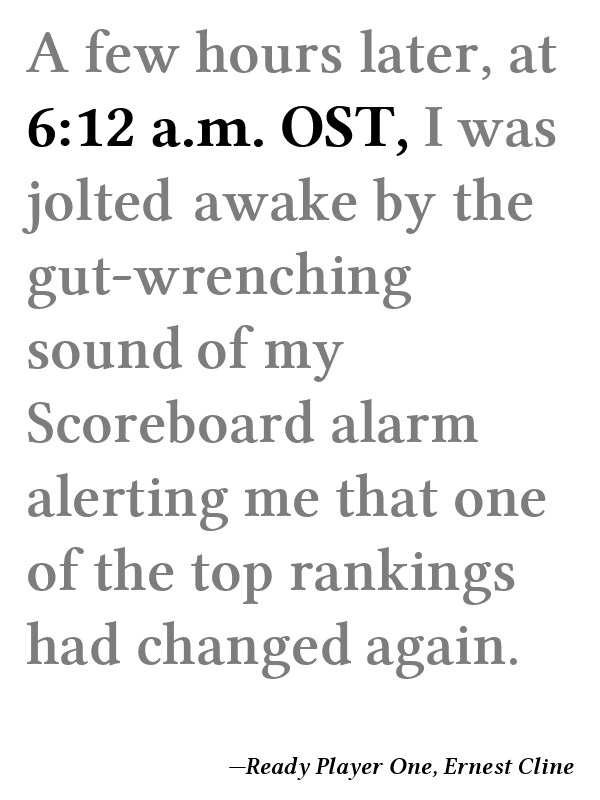 A few hours later, at
6:12 a.m. OST, I was
jolted awake by the
gut-wrenching
sound of my
Scoreboard alarm
alerting me that one
of the top rankings
had changed again.
—Ready Player One, Ernest Cline